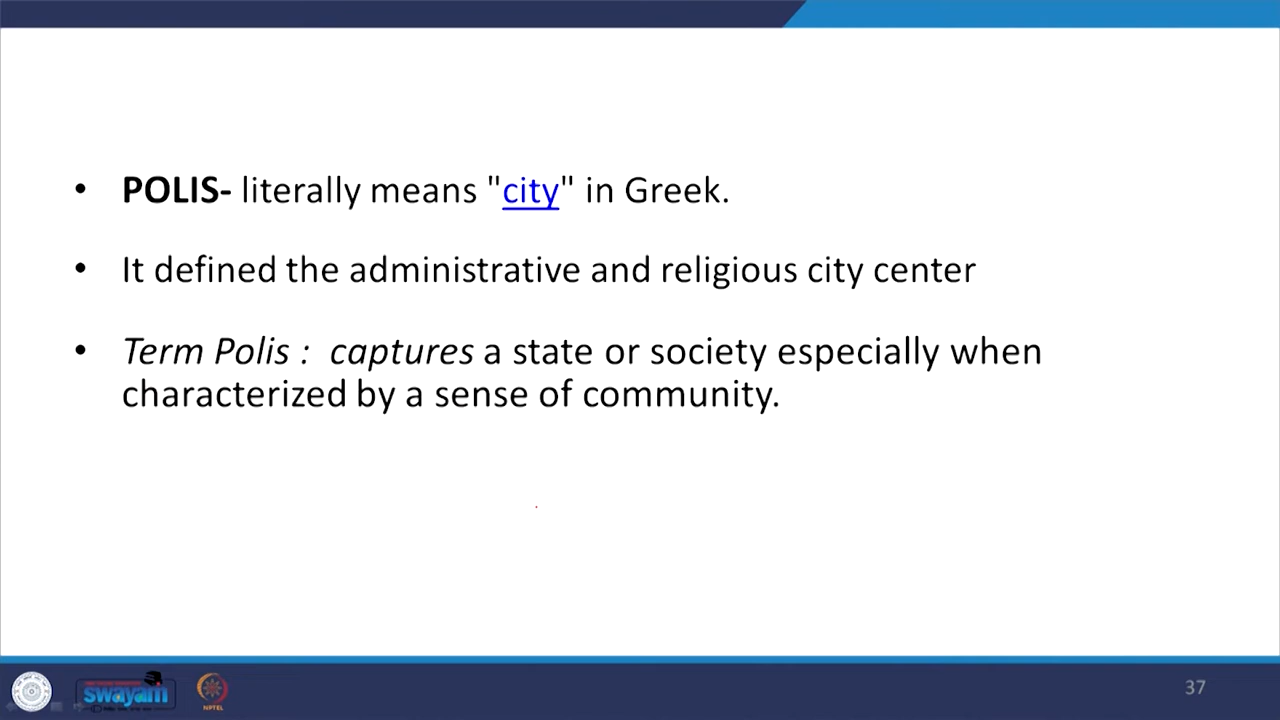 • POLIS- literally means "city" in Greek.
• It defined the administrative and religious city center
• Term Polis : captures a state or society especially when
characterized by a sense of community.
swayam
NPTEL
37